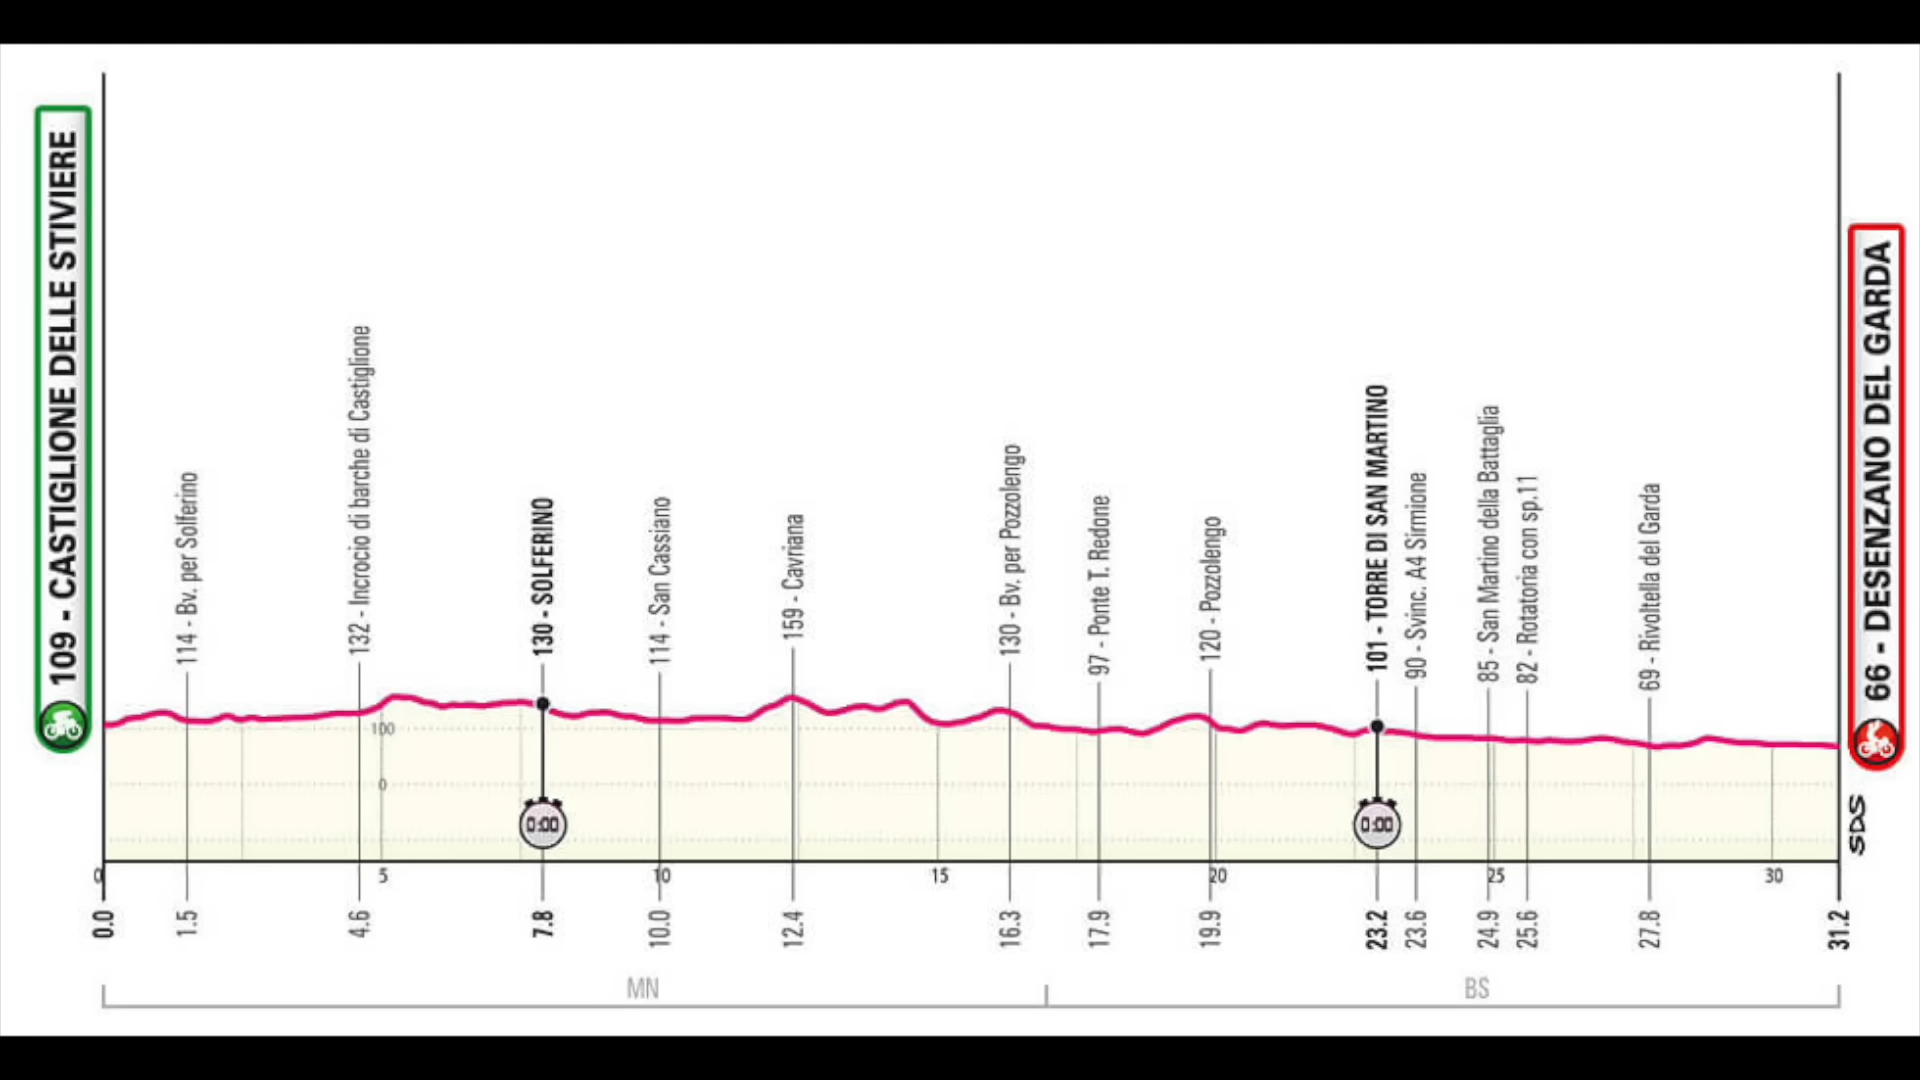 109 - CASTIGLIONE DELLE STIVIERE
114 - Bv. per Solferino
132 - Incrocio di barche di Castiglione
130 - SOLFERINO
114 - San Cassiano
159 - Cavriana
130 - Bv. per Pozzolengo
97 - Ponte T. Redone
120 - Pozzolengo
101 - TORRE DI SAN MARTINO
90 - Svinc. A4 Sirmione
85 - San Martino della Battaglia
82 - Rotatoria con sp.11
69 - Rivoltella del Garda
66 - DESENZANO DEL GARDA
100
0
0:00
0:00
SDS
0
5
10
15
20
25
30
0.0
1.5
4.6
7.8
10.0
12.4
16.3
17.9
19.9
23.2
23.6
24.9
25.6
27.8
31.2
MN
BS